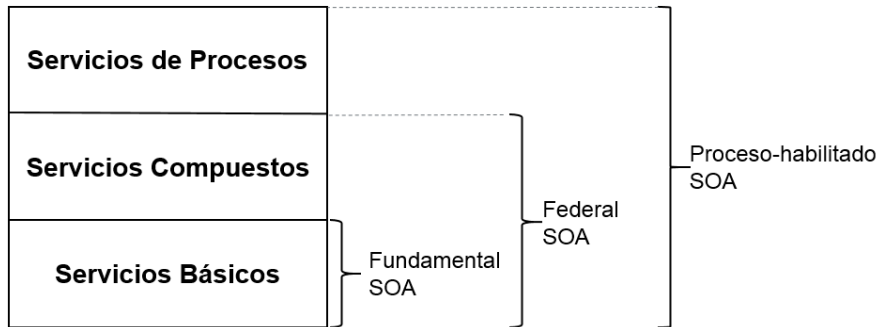 Servicios de Procesos
Servicios Compuestos
Servicios Básicos
Fundamental
SOA
Federal
SOA
Proceso-habilitado
SOA